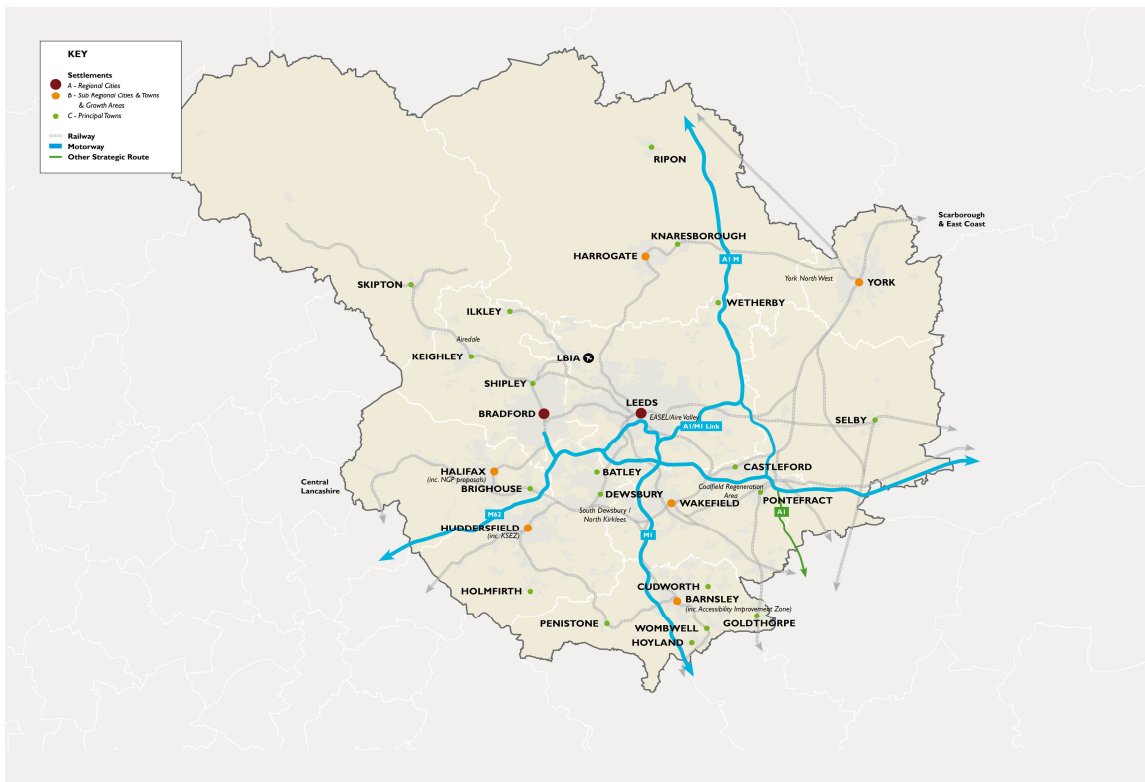 KEY
Settlements
A - Regional Cities
B - Sub Regional Cities & Towns
& Growth Areas
C - Principal Towns
Railway
Motorway
Other Strategic Route
RIPON
Scarborough
& East Coast
KNARESBOROUGH
HARROGATE
A1 M
York North West
YORK
SKIPTON
WETHERBY
ILKLEY
Airedale
KEIGHLEY
LBIA
SHIPLEY
LEEDS
BRADFORD
EASEL/Aire Valley
A1/M1 Link
SELBY
CASTLEFORD
HALIFAX
(inc. NGP proposals)
BATLEY
Central
Lancashire
BRIGHOUSE
Coalfield Regeneration
Area
DEWSBURY
PONTEFRACT
WAKEFIELD
South Dewsbury /
North Kirklees
M62
A1
HUDDERSFIELD
(inc. KSEZ)
M1
CUDWORTH
HOLMFIRTH
BARNSLEY
(inc Accessibility Improvement Zone)
PENISTONE
GOLDTHORPE
WOMBWELL
HOYLAND